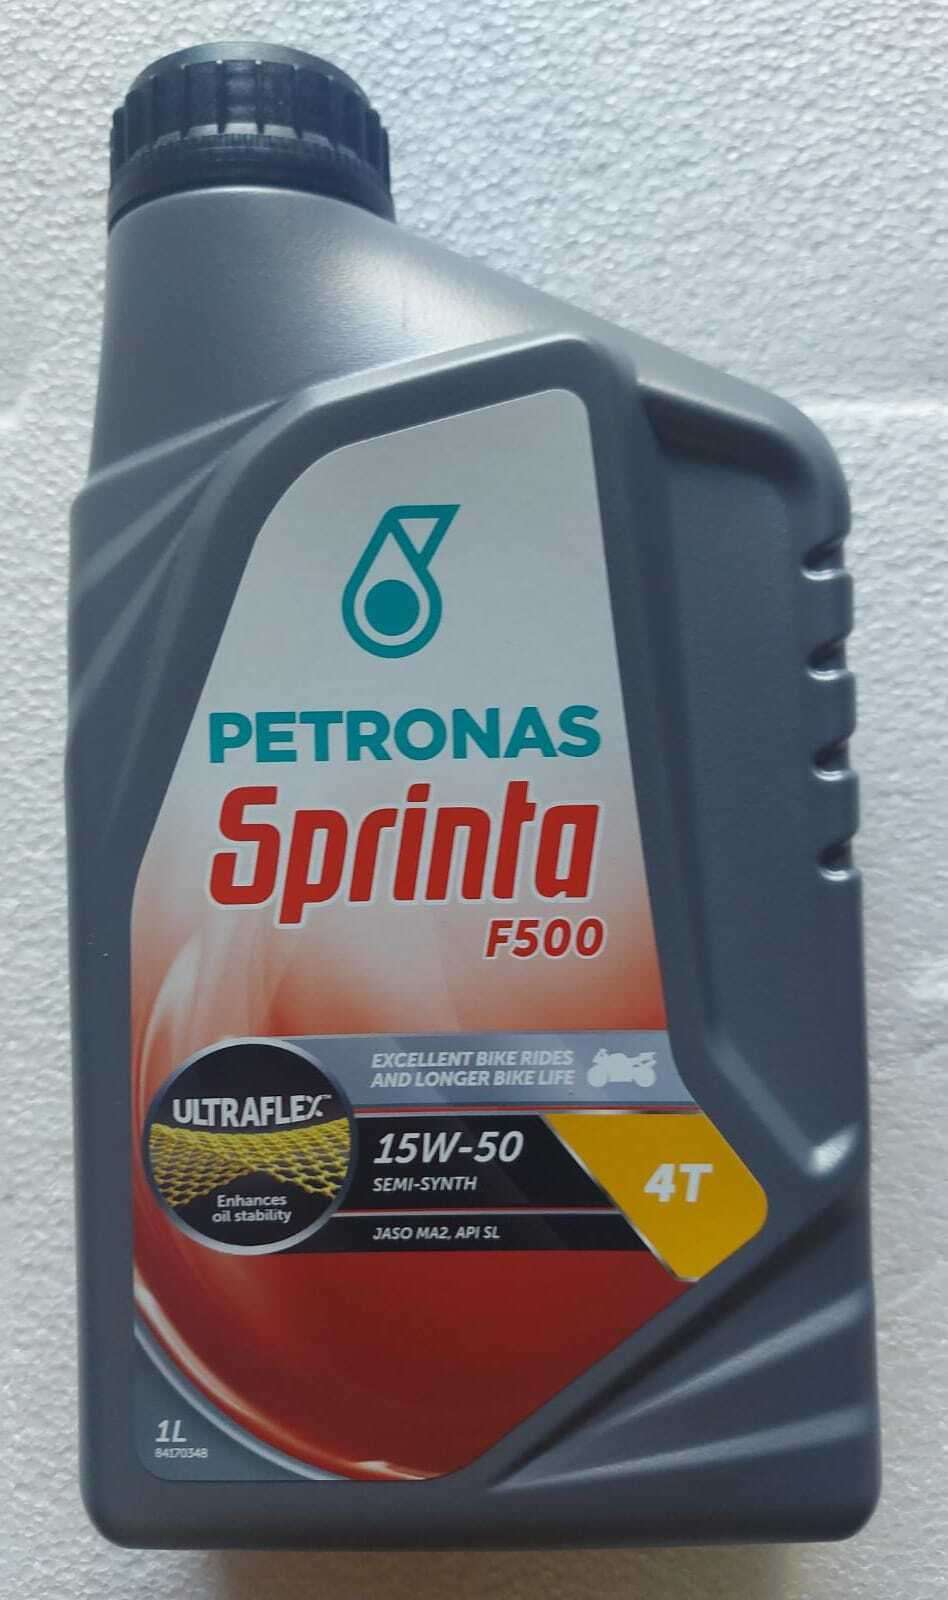 PETRONAS
Sprinta
F500
EXCELLENT BIKE RIDES
AND LONGER BIKE LIFE
ULTRAFLEX™
Enhances
oil stability
15W-50
SEMI-SYNTH
4T
JASO MA2, API SL
1L
84170348